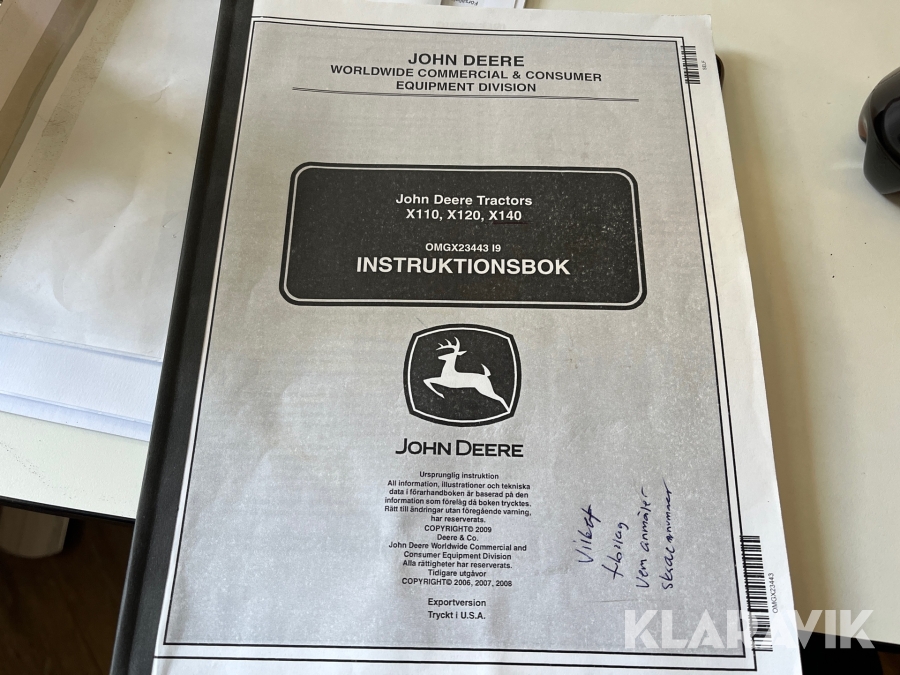 JOHN DEERE
WORLDWIDE COMMERCIAL & CONSUMER
EQUIPMENT DIVISION
John Deere Tractors
X110, X120, X140
OMGX23443 I9
INSTRUKTIONSBOK
JOHN DEERE
Ursprunglig instruktion
All information, illustrationer och tekniska
data i förarhandboken är baserad på den
information som förelåg då boken trycktes.
Rätt till ändringar utan föregående varning,
har reserverats.
COPYRIGHT© 2009
Deere & Co.
John Deere Worldwide Commercial and
Consumer Equipment Division
Alla rättigheter har reserverats.
Tidigare utgåvor
COPYRIGHT© 2006, 2007, 2008
Exportversion
Tryckt i U.S.A.
Vem anmäler
OMGX23443
KLARAVIK